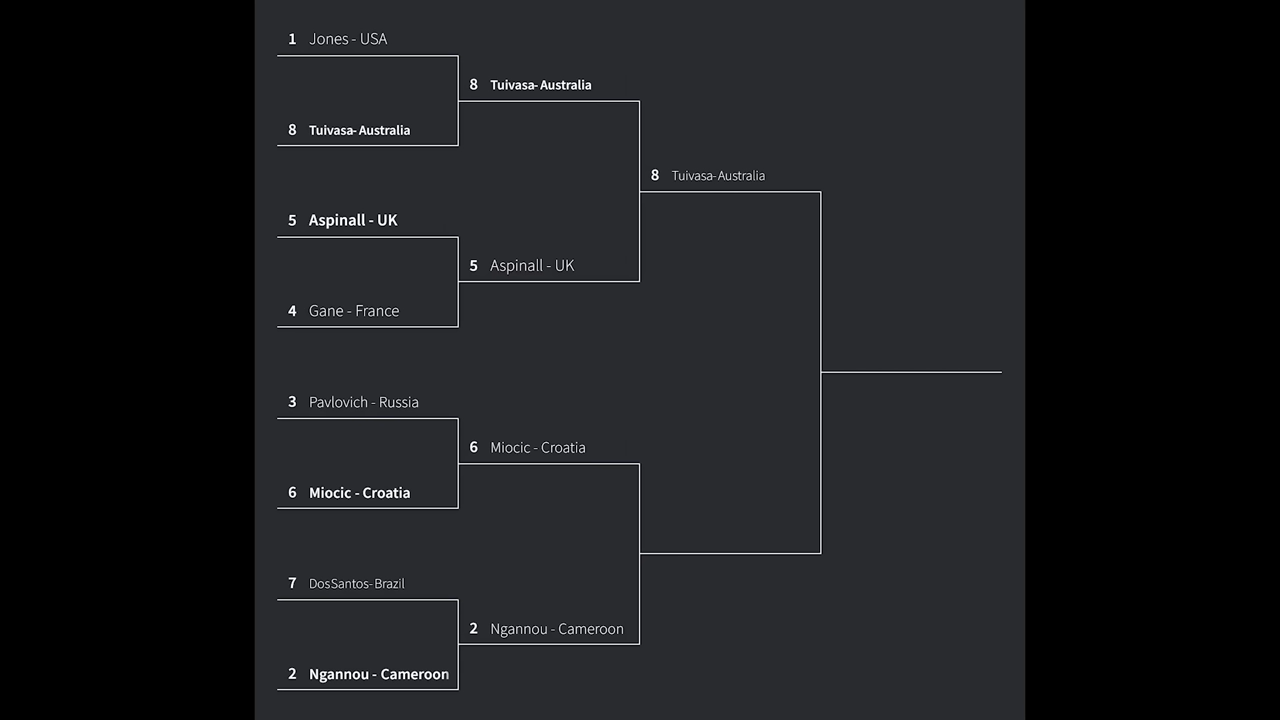 1 Jones - USA
8 Tuivasa- Australia
8 Tuivasa- Australia
8 Tuivasa- Australia
5 Aspinall - UK
5 Aspinall - UK
4 Gane - France
3 Pavlovich - Russia
6 Miocic - Croatia
6 Miocic - Croatia
7 DosSantos-Brazil
2 Ngannou - Cameroon
2 Ngannou - Cameroon